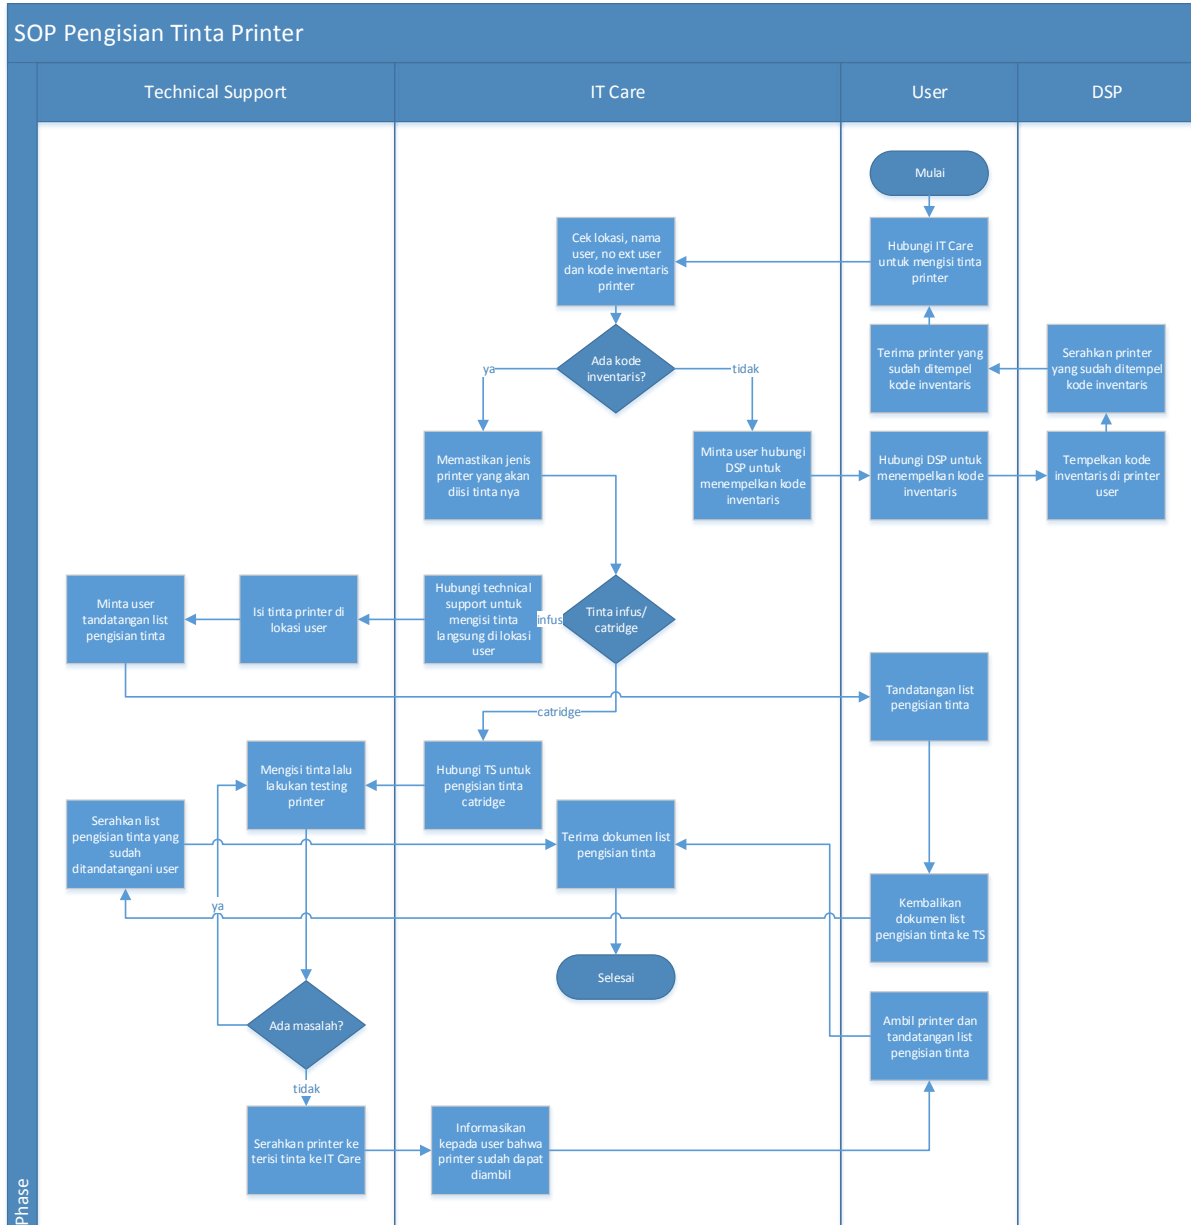 SOP Pengisian Tinta Printer
Technical Support
IT Care
User
DSP
Mulai
Cek lokasi, nama
user, no ext user
dan kode inventaris
printer
Hubungi IT Care
untuk mengisi tinta
printer
Ada kode
inventaris?
ya
tidak
Terima printer yang
sudah ditempel
kode inventaris
Serahkan printer
yang sudah ditempel
kode inventaris
Memastikan jenis
printer yang akan
diisi tinta nya
Minta user hubungi
DSP untuk
menempelkan kode
inventaris
Hubungi DSP untuk
menempelkan kode
inventaris
Tempelkan kode
inventaris di printer
user
Minta user
tandatangan list
pengisian tinta
Isi tinta printer di
lokasi user
Hubungi technical
support untuk
mengisi tinta
langsung di lokasi
user
infus
Tinta infus/
catridge
Tandatangan list
pengisian tinta
catridge
Mengisi tinta lalu
lakukan testing
printer
Hubungi TS untuk
pengisian tinta
catridge
Serahkan list
pengisian tinta yang
sudah
ditandatangani user
Terima dokumen list
pengisian tinta
ya
Kembalikan
dokumen list
pengisian tinta ke TS
Selesai
Ada masalah?
Ambil printer dan
tandatangan list
pengisian tinta
tidak
Serahkan printer ke
terisi tinta ke IT Care
Informasikan
kepada user bahwa
printer sudah dapat
diambil
Phase